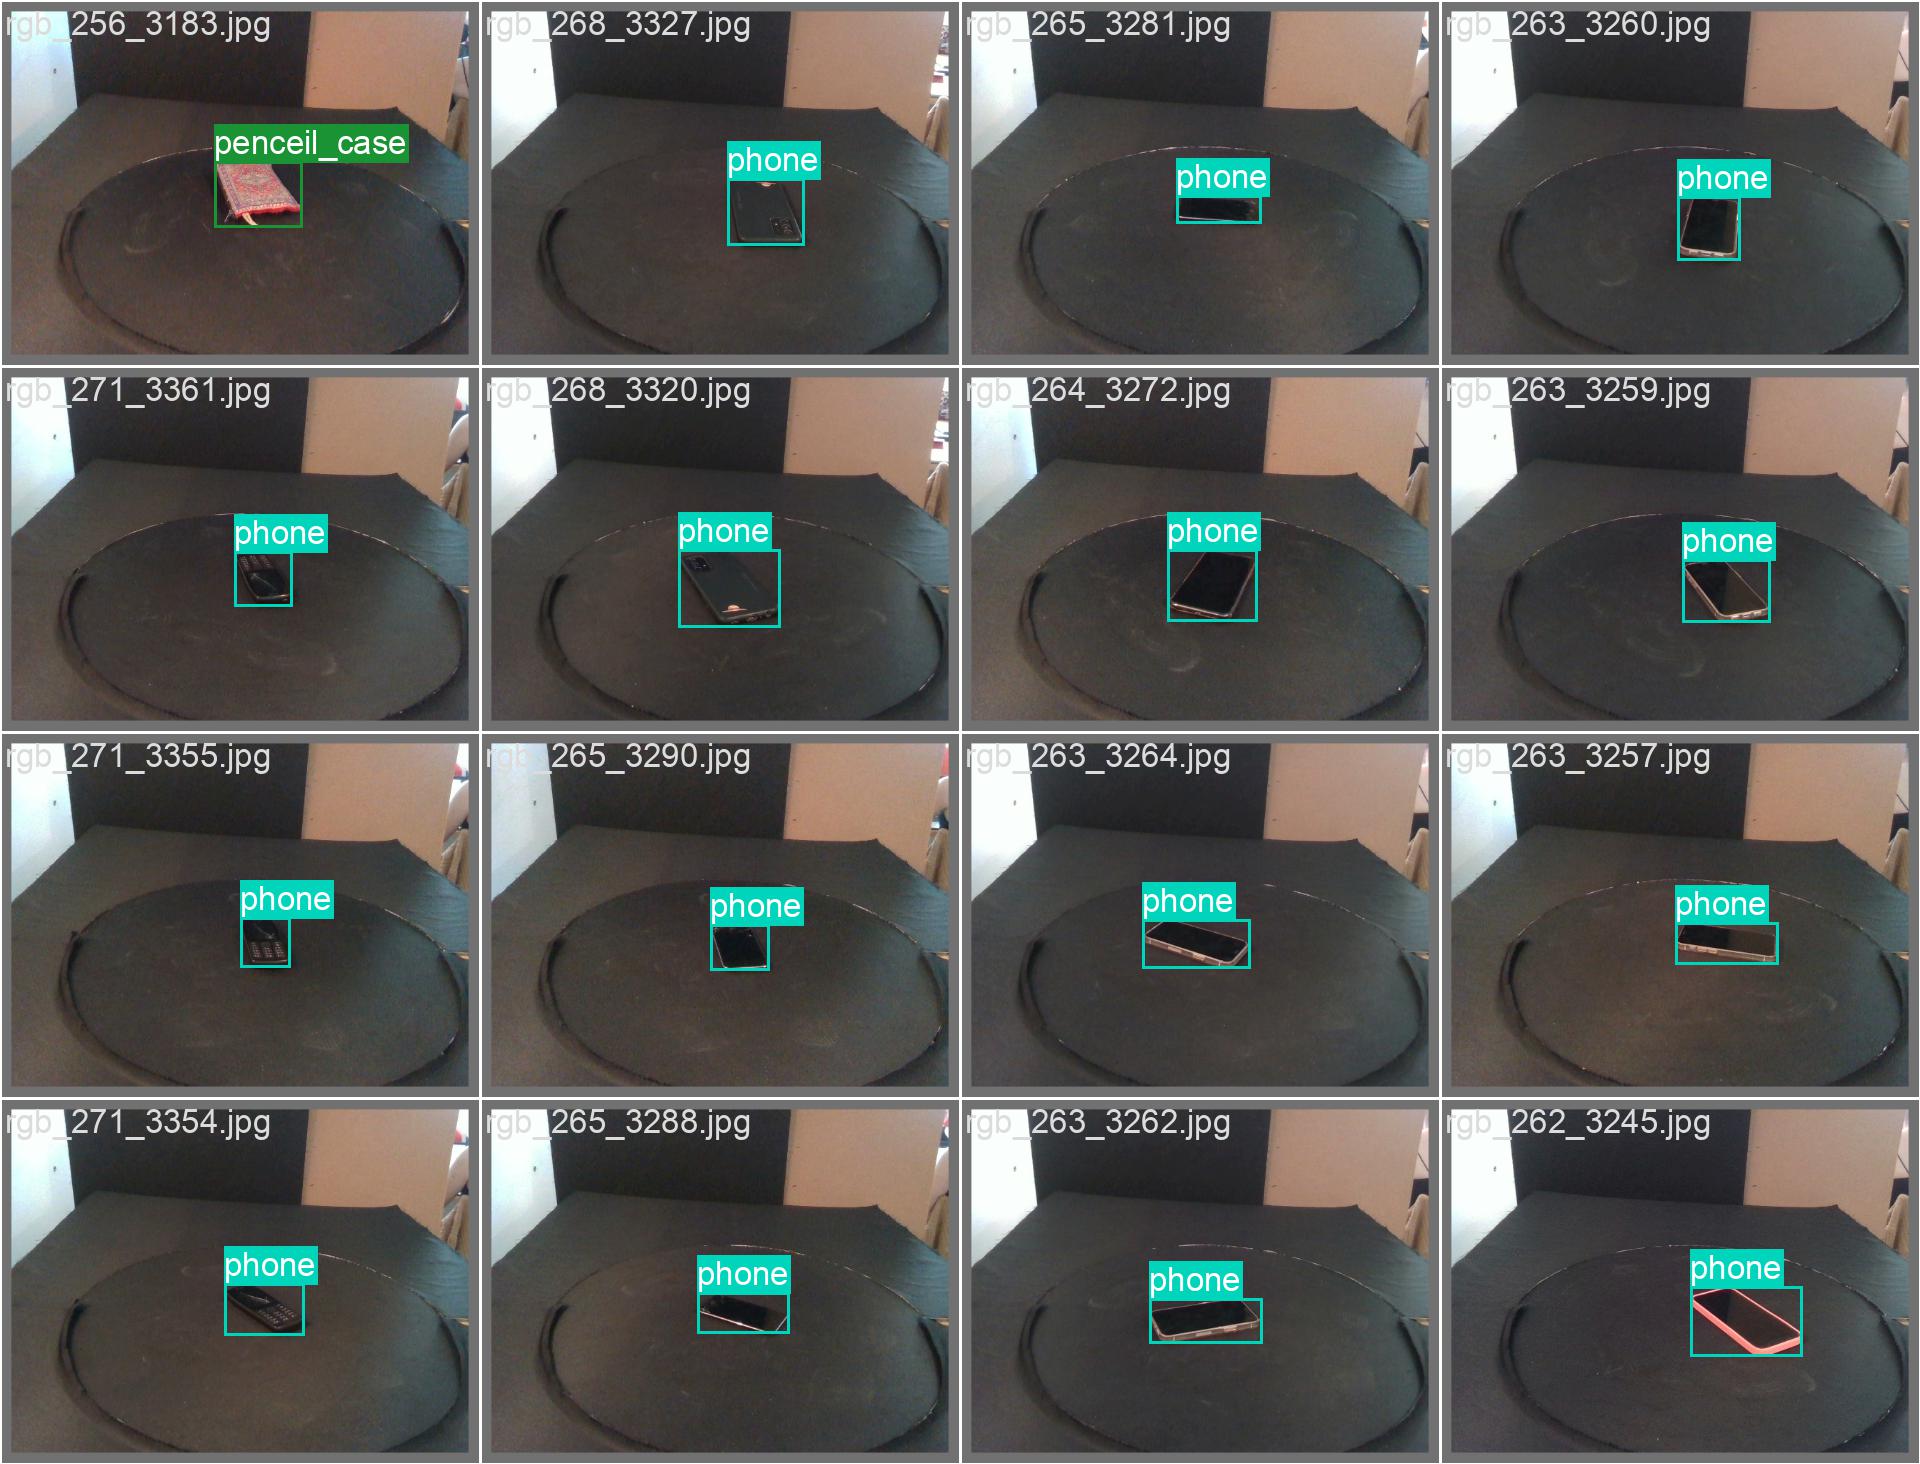 rgb_256_3183.jpg
penceil_case
rgb_268_3327.jpg
phone
rgb_265_3281.jpg
phone
rgb_263_3260.jpg
phone
rgb_271_3361.jpg
phone
rgb_268_3320.jpg
phone
rgb_264_3272.jpg
phone
rgb_263_3259.jpg
phone
rgb_271_3355.jpg
phone
rgb_265_3290.jpg
phone
rgb_263_3264.jpg
phone
rgb_263_3257.jpg
phone
rgb_271_3354.jpg
phone
rgb_265_3288.jpg
phone
rgb_263_3262.jpg
phone
rgb_262_3245.jpg
phone